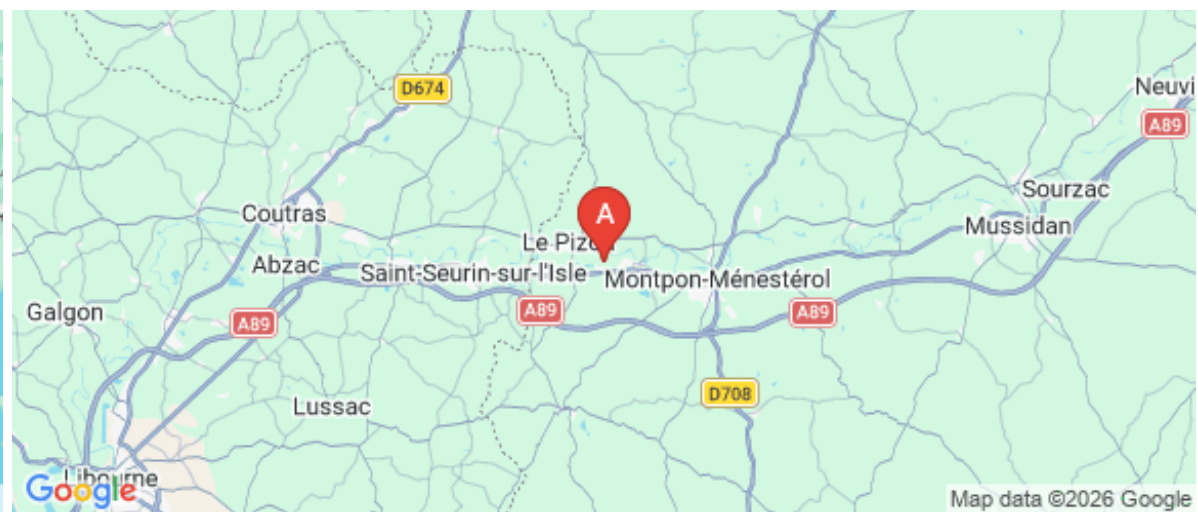 D674
Neuvi
A89
Sourzac
Coutras
A
Mussidan
Le Pizou
Abzac
Saint-Seurin-sur-l'Isle
Montpon-Ménestérol
Galgon
A89
A89
A89
D708
Lussac
Libourne
Google
Map data ©2026 Google